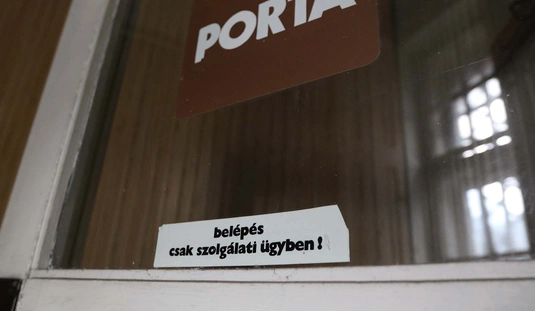 PORTA
belépés
csak szolgálati ügyben!